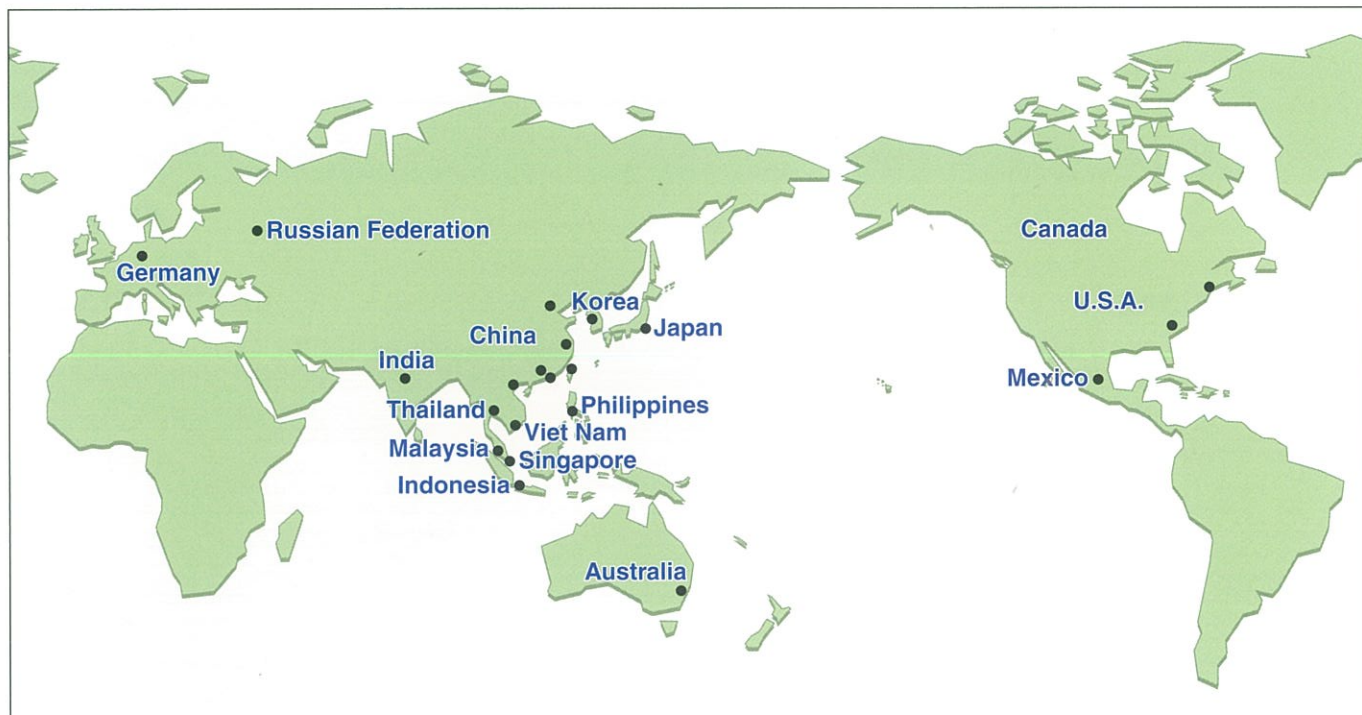 Russian Federation
Canada
Germany
Korea
U.S.A.
Japan
China
India
Mexico
Philippines
Thailand
Viet Nam
Malaysia
Singapore
Indonesia
Australia